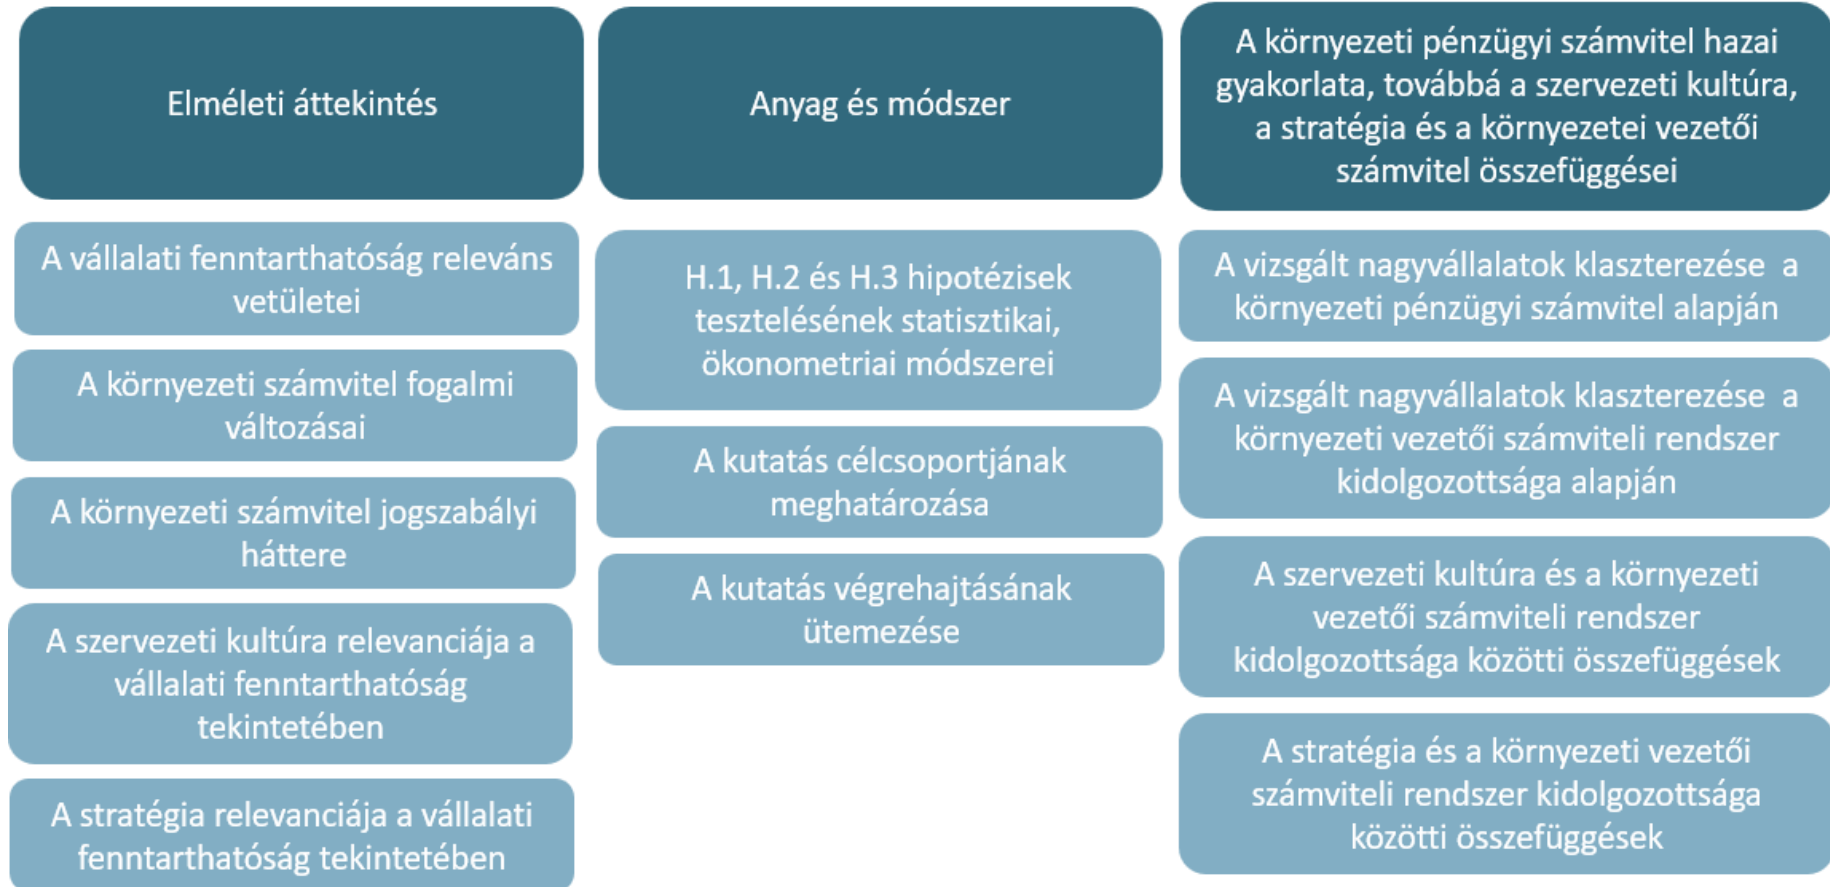 Elméleti áttekintés
A vállalati fenntarthatóság releváns
vetületei
A környezeti számvitel fogalmi
változásai
A környezeti számvitel jogszabályi
háttere
A szervezeti kultúra relevanciája a
vállalati fenntarthatóság
tekintetében
A stratégia relevanciája a vállalati
fenntarthatóság tekintetében
Anyag és módszer
H.1, H.2 és H.3 hipotézisek
tesztelésének statisztikai,
ökonometriai módszerei
A kutatás célcsoportjának
meghatározása
A kutatás végrehajtásának
ütemezése
A környezeti pénzügyi számvitel hazai
gyakorlata, továbbá a szervezeti kultúra,
a stratégia és a környezetei vezetői
számvitel összefüggései
A vizsgált nagyvállalatok klaszterezése a
környezeti pénzügyi számvitel alapján
A vizsgált nagyvállalatok klaszterezése a
környezeti vezetői számviteli rendszer
kidolgozottsága alapján
A szervezeti kultúra és a környezeti
vezetői számviteli rendszer
kidolgozottsága közötti összefüggések
A stratégia és a környezeti vezetői
számviteli rendszer kidolgozottsága
közötti összefüggések